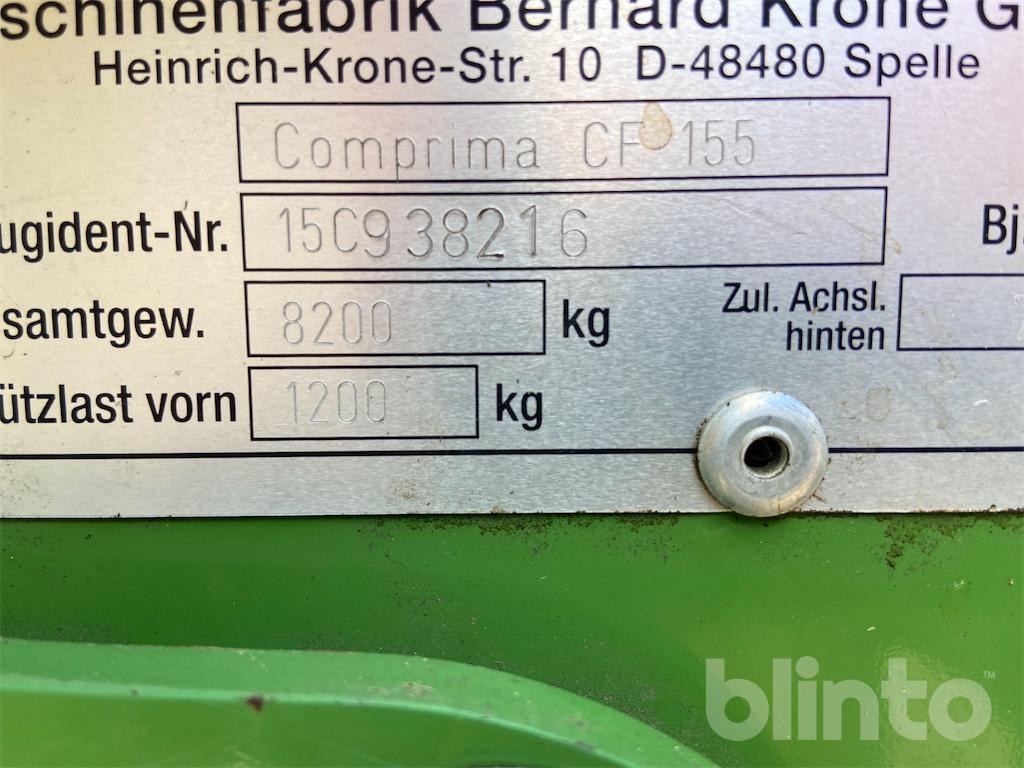 schinenfabrik Bernard Krone G
Heinrich-Krone-Str. 10 D-48480 Spelle
Comprima CF 155
ugident-Nr. 15C938216 Bj.
samtgew. 8200 kg Zul. Achsl. hinten
ützlast vorn 1200 kg
blinto™